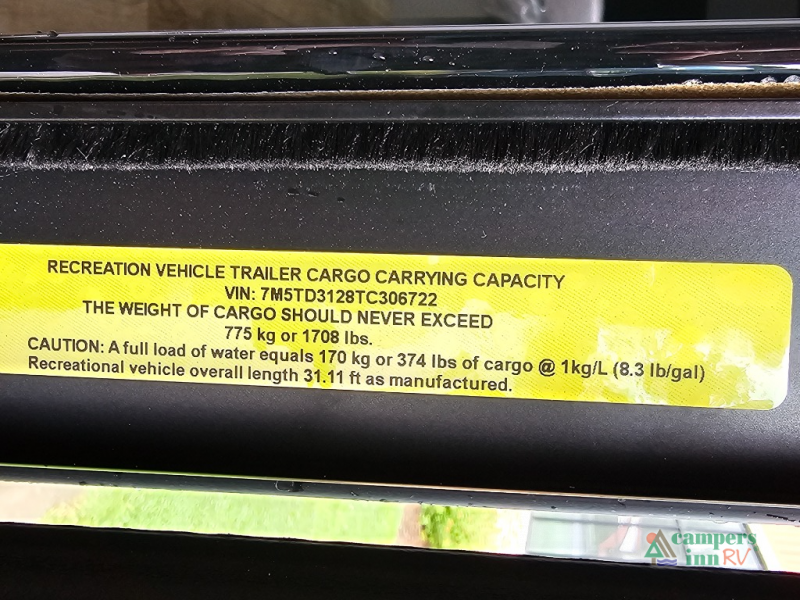 RECREATION VEHICLE TRAILER CARGO CARRYING CAPACITY
VIN: 7M5TD3128TC306722
THE WEIGHT OF CARGO SHOULD NEVER EXCEED
775 kg or 1708 lbs.
CAUTION: A full load of water equals 170 kg or 374 lbs of cargo @ 1kg/L (8.3 lb/gal)
Recreational vehicle overall length 31.11 ft as manufactured.
campers
inn RV